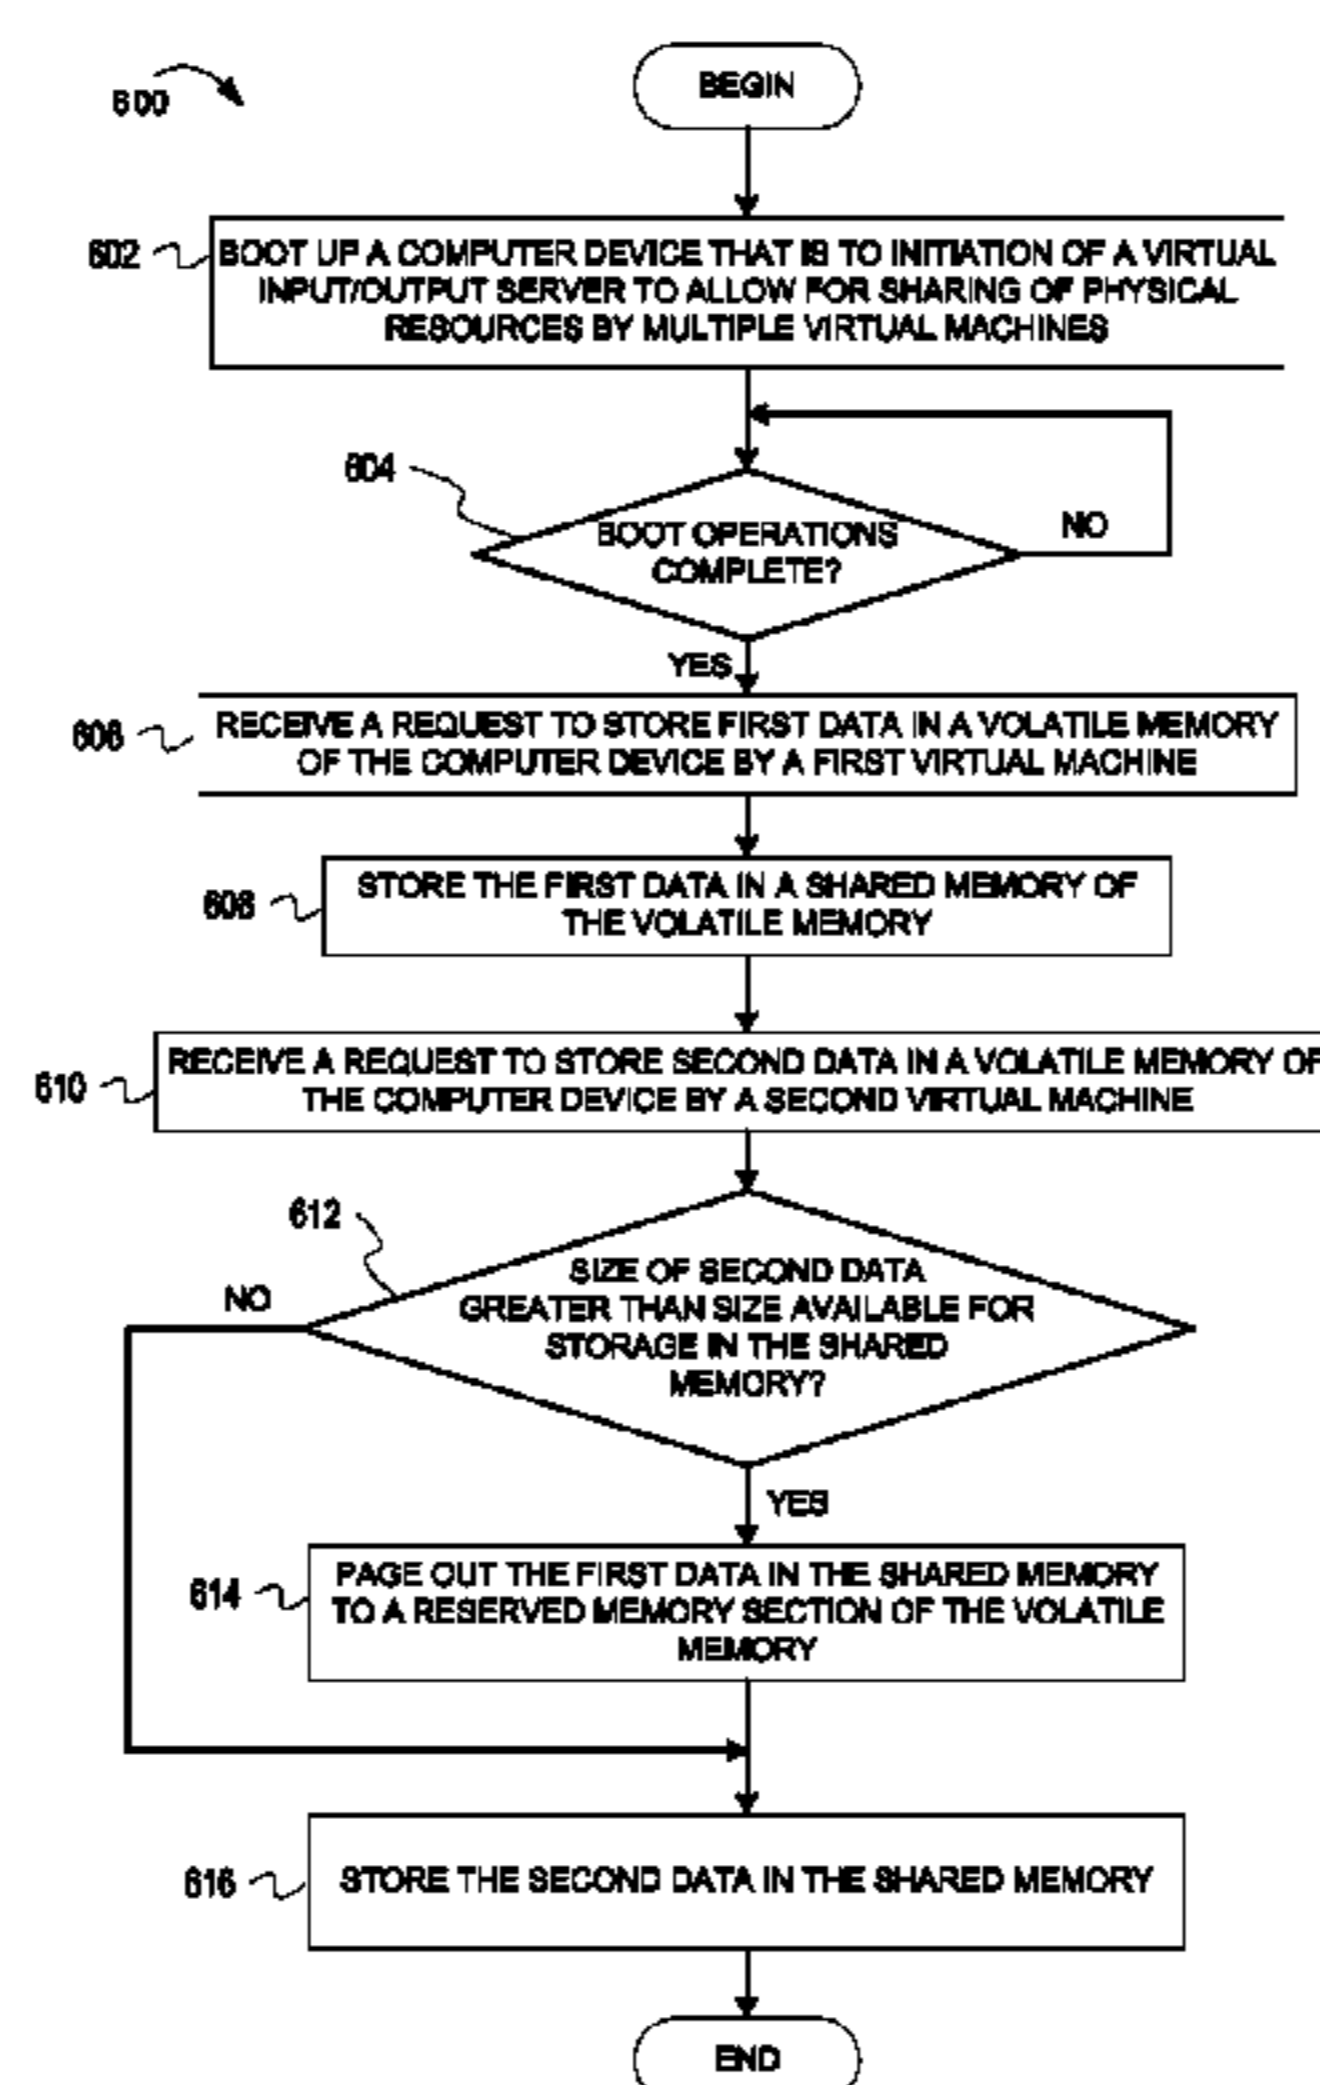 600
BEGIN
602
BOOT UP A COMPUTER DEVICE THAT IS TO INITIATION OF A VIRTUAL
INPUT/OUTPUT SERVER TO ALLOW FOR SHARING OF PHYSICAL
RESOURCES BY MULTIPLE VIRTUAL MACHINES
604
BOOT OPERATIONS
COMPLETE?
NO
YES
606
RECEIVE A REQUEST TO STORE FIRST DATA IN A VOLATILE MEMORY
OF THE COMPUTER DEVICE BY A FIRST VIRTUAL MACHINE
608
STORE THE FIRST DATA IN A SHARED MEMORY OF
THE VOLATILE MEMORY
610
RECEIVE A REQUEST TO STORE SECOND DATA IN A VOLATILE MEMORY OF
THE COMPUTER DEVICE BY A SECOND VIRTUAL MACHINE
612
NO
SIZE OF SECOND DATA
GREATER THAN SIZE AVAILABLE FOR
STORAGE IN THE SHARED
MEMORY?
YES
614
PAGE OUT THE FIRST DATA IN THE SHARED MEMORY
TO A RESERVED MEMORY SECTION OF THE VOLATILE
MEMORY
616
STORE THE SECOND DATA IN THE SHARED MEMORY
END